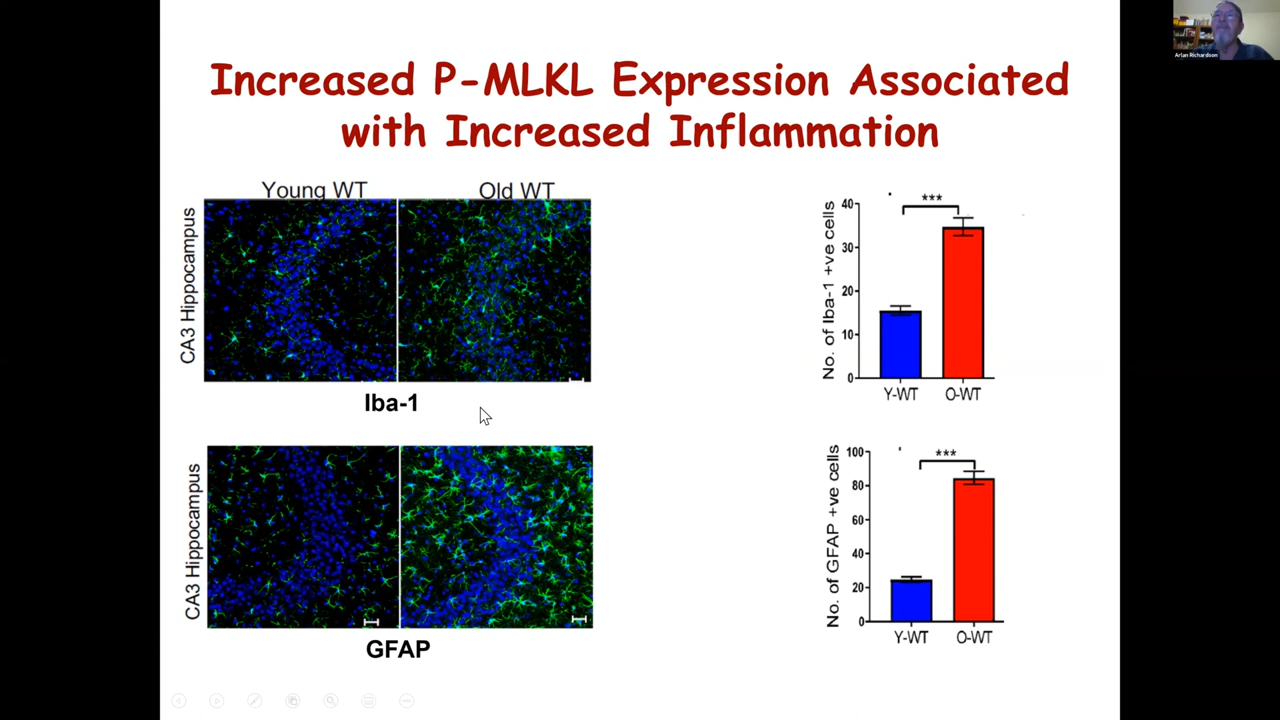 Arlan Richardson
Increased P-MLKL Expression Associated
with Increased Inflammation
Young WT
Old WT
CA3 Hippocampus
Iba-1
No. of Iba-1 +ve cells
40
30
20
10
0
***
Y-WT
O-WT
CA3 Hippocampus
GFAP
No. of GFAP +ve cells
100
80
60
40
20
0
***
Y-WT
O-WT